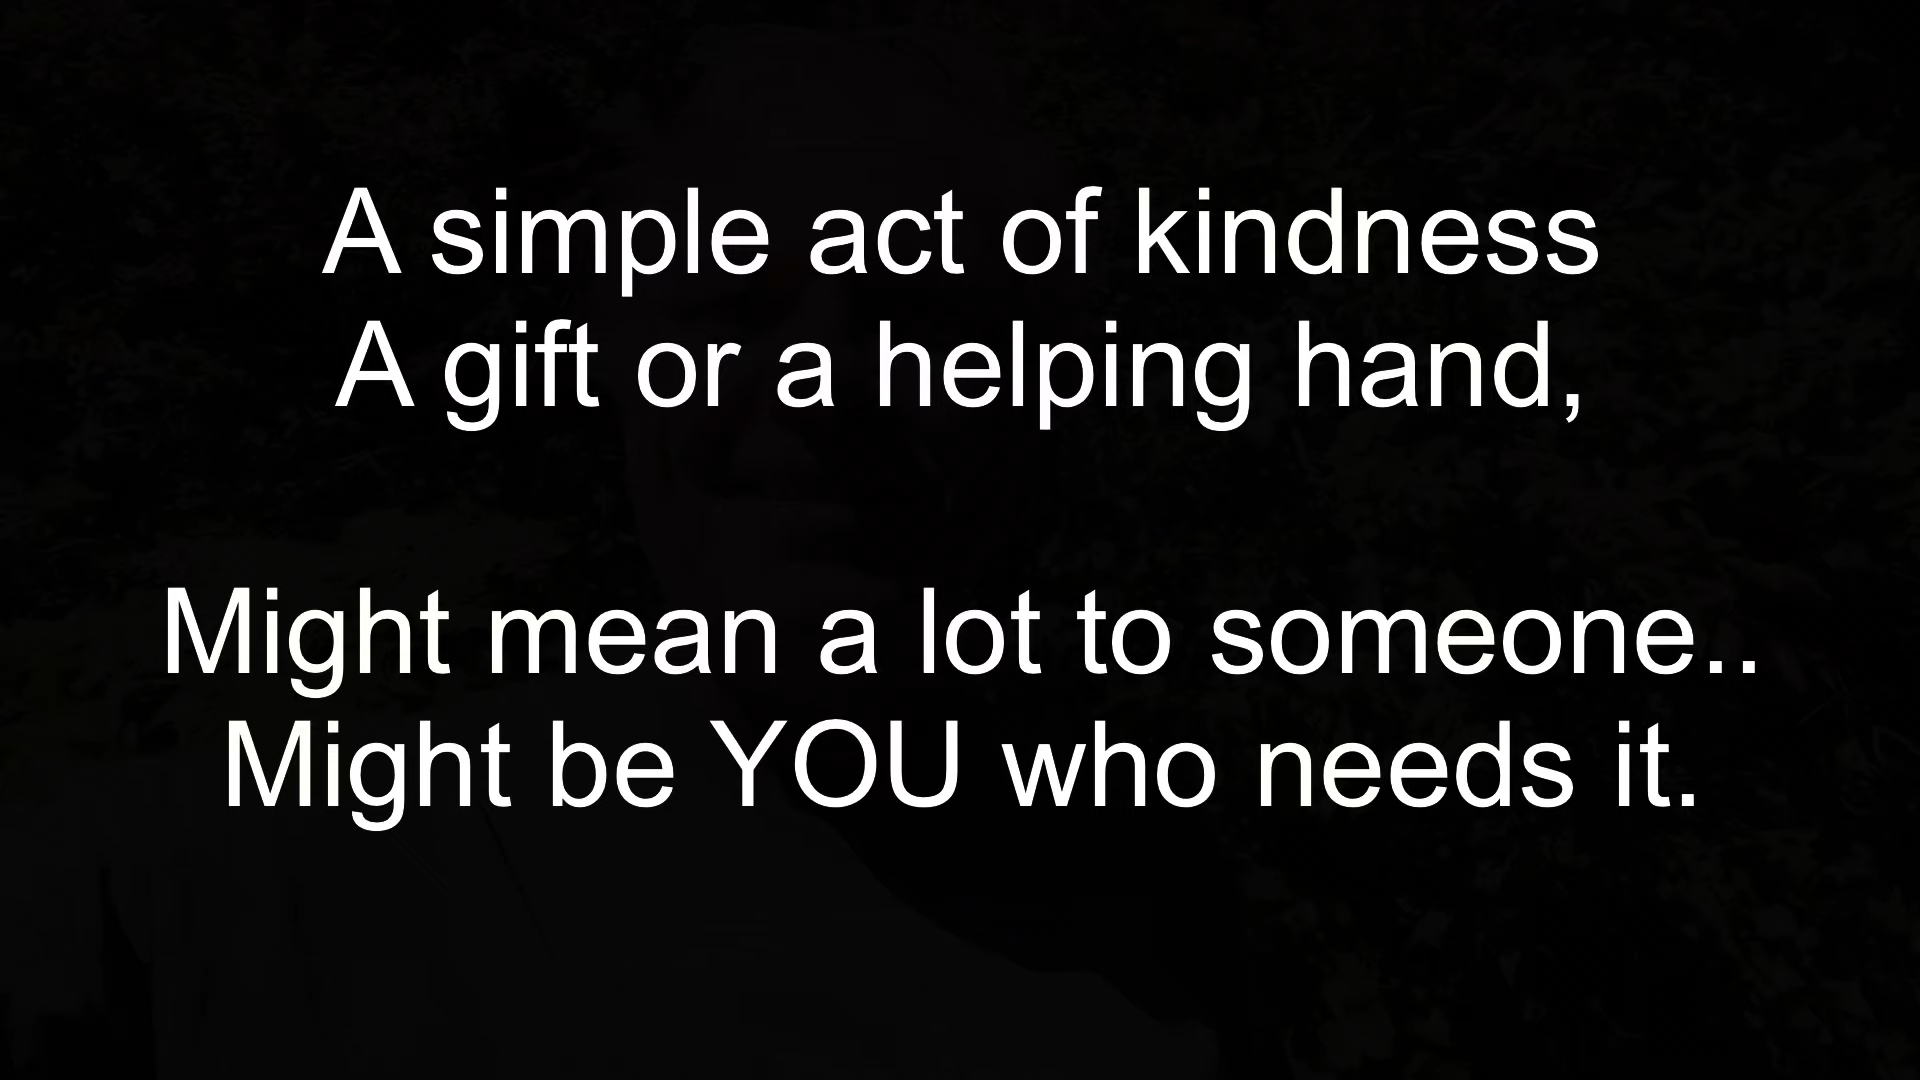 A simple act of kindness
A gift or a helping hand,
Might mean a lot to someone..
Might be YOU who needs it.